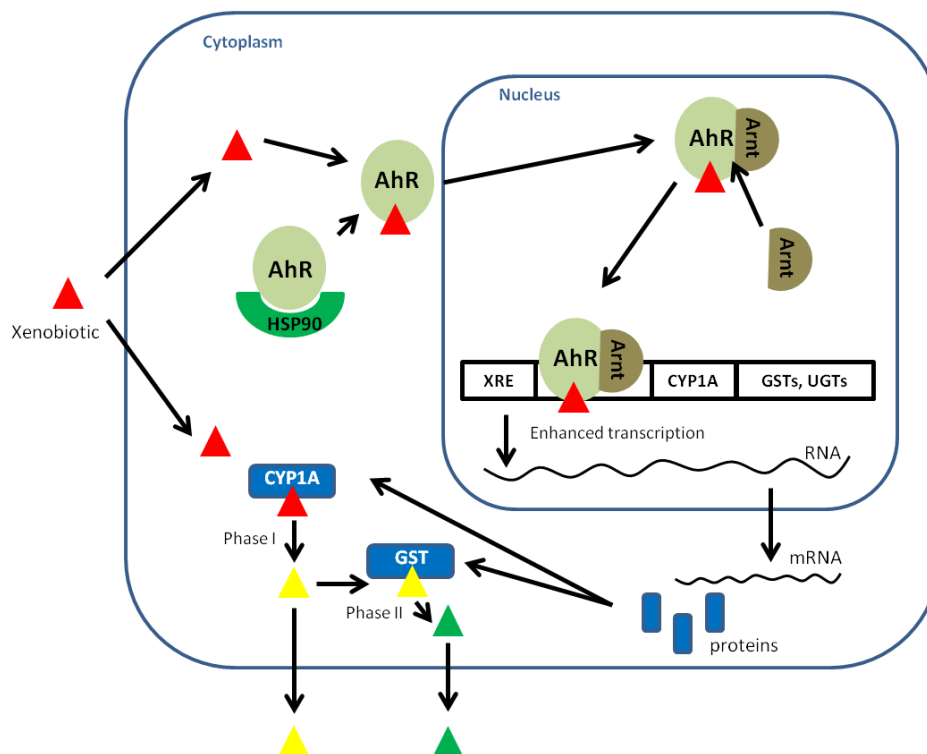 Cytoplasm
Nucleus
AhR
Arnt
AhR
AhR
HSP90
Arnt
Xenobiotic
XRE
AhR
Arnt
CYP1A
GSTs, UGTs
Enhanced transcription
RNA
CYP1A
Phase I
GST
mRNA
Phase II
proteins